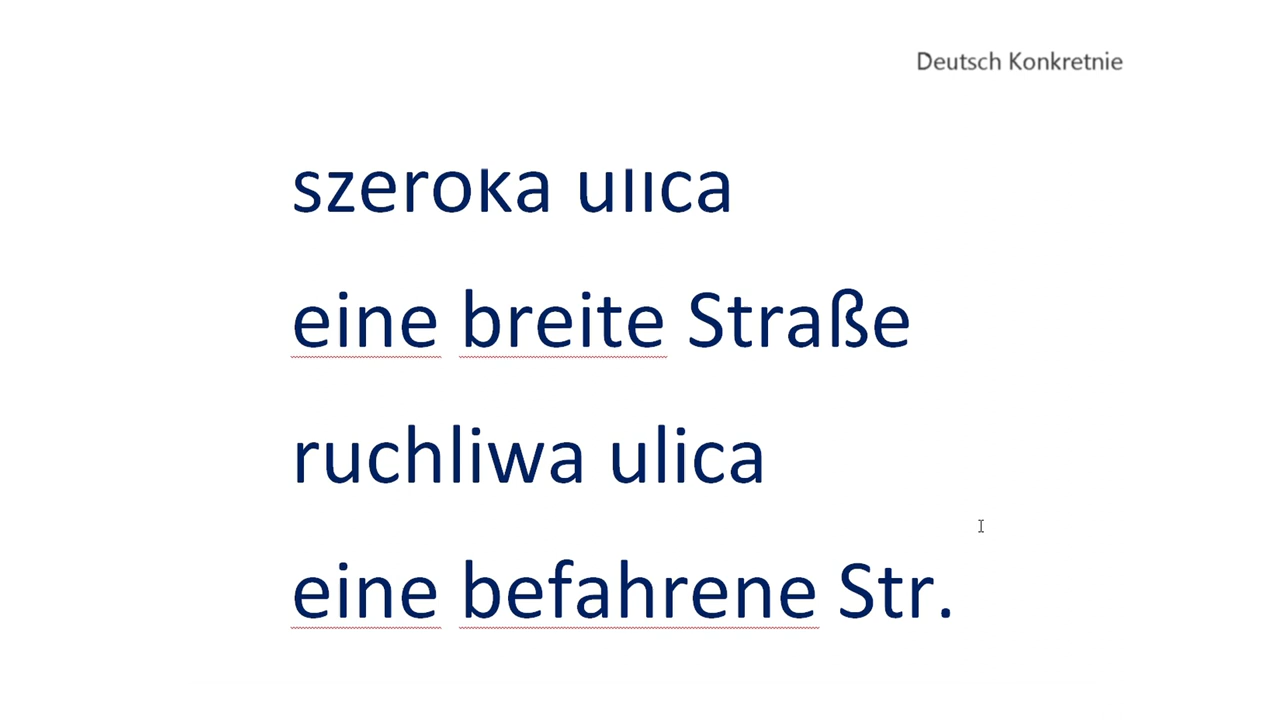 Deutsch Konkretnie
szeroka ulica
eine breite Straße
ruchliwa ulica
eine befahrene Str.